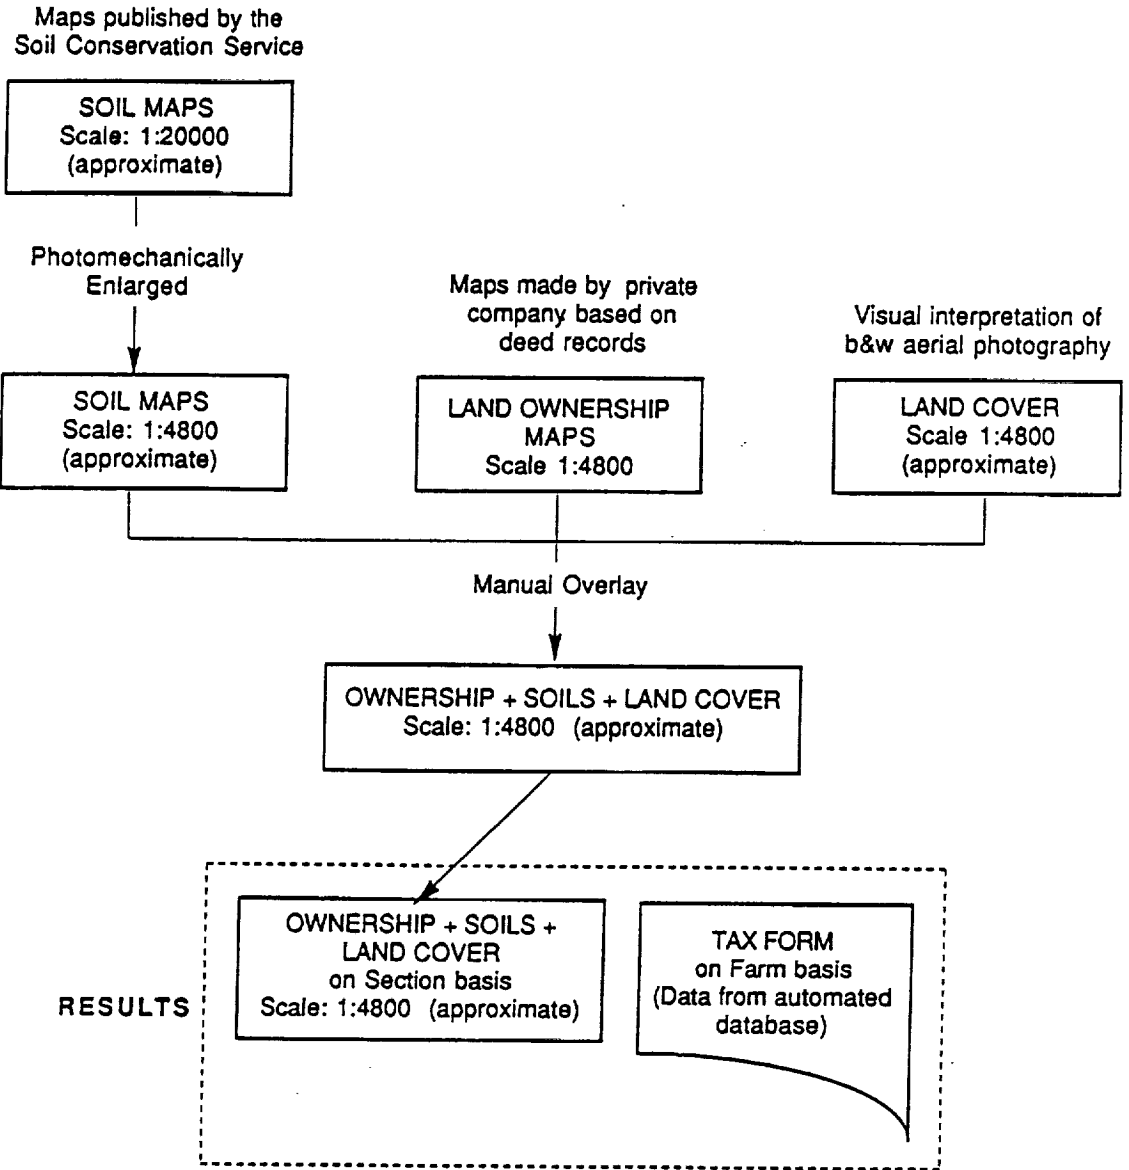 Maps published by the
Soil Conservation Service
SOIL MAPS
Scale: 1:20000
(approximate)
Photomechanically
Enlarged
SOIL MAPS
Scale: 1:4800
(approximate)
Maps made by private
company based on
deed records
LAND OWNERSHIP
MAPS
Scale 1:4800
Visual interpretation of
b&w aerial photography
LAND COVER
Scale 1:4800
(approximate)
Manual Overlay
OWNERSHIP + SOILS + LAND COVER
Scale: 1:4800 (approximate)
RESULTS
OWNERSHIP + SOILS +
LAND COVER
on Section basis
Scale: 1:4800 (approximate)
TAX FORM
on Farm basis
(Data from automated
database)